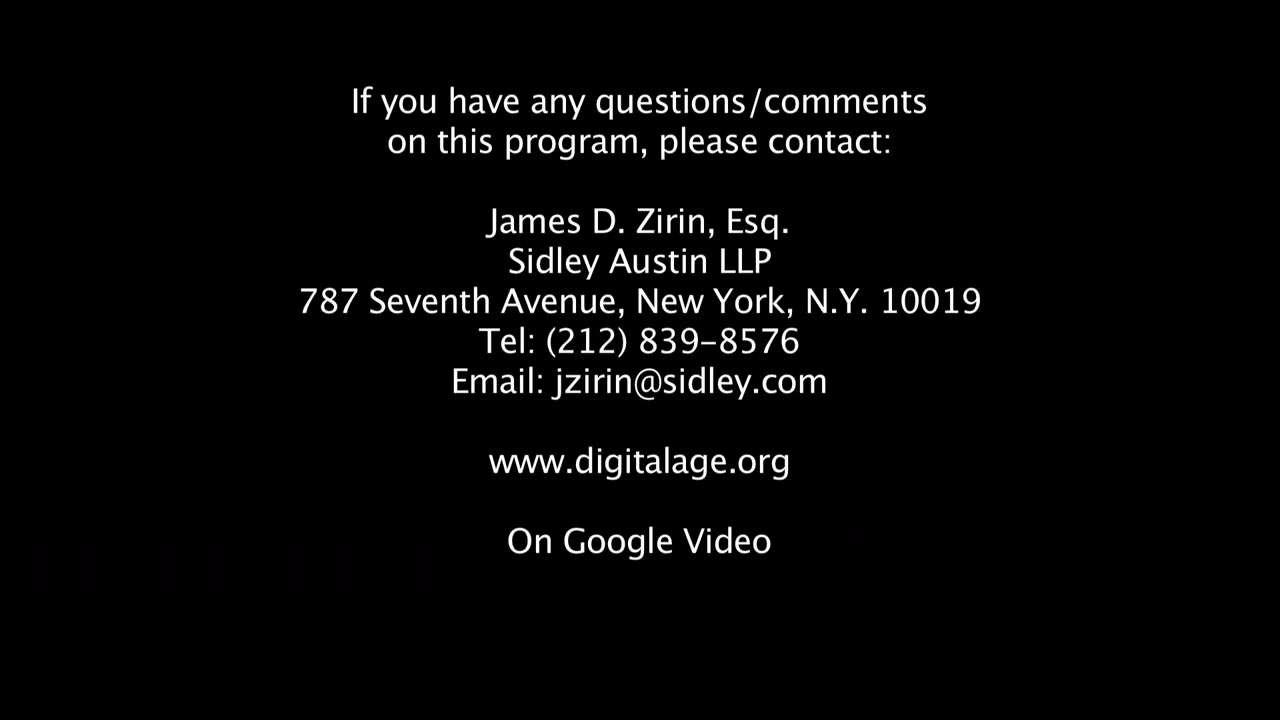 If you have any questions/comments
on this program, please contact:
James D. Zirin, Esq.
Sidley Austin LLP
787 Seventh Avenue, New York, N.Y. 10019
Tel: (212) 839-8576
Email: jzirin@sidley.com
www.digitalage.org
On Google Video